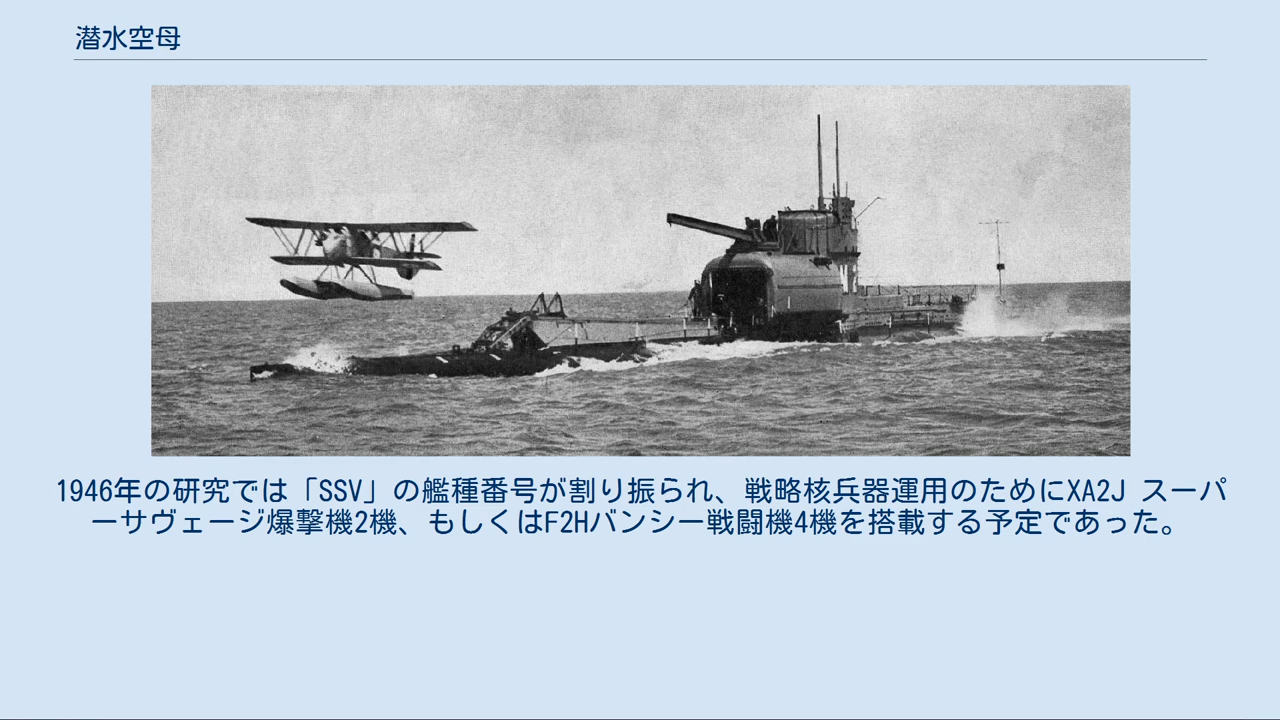 潜水空母
1946年の研究では「SSV」の艦種番号が割り振られ、戦略核兵器運用のためにXA2J スーパ
ーサヴェージ爆撃機2機、もしくはF2Hバンシー戦闘機4機を搭載する予定であった。